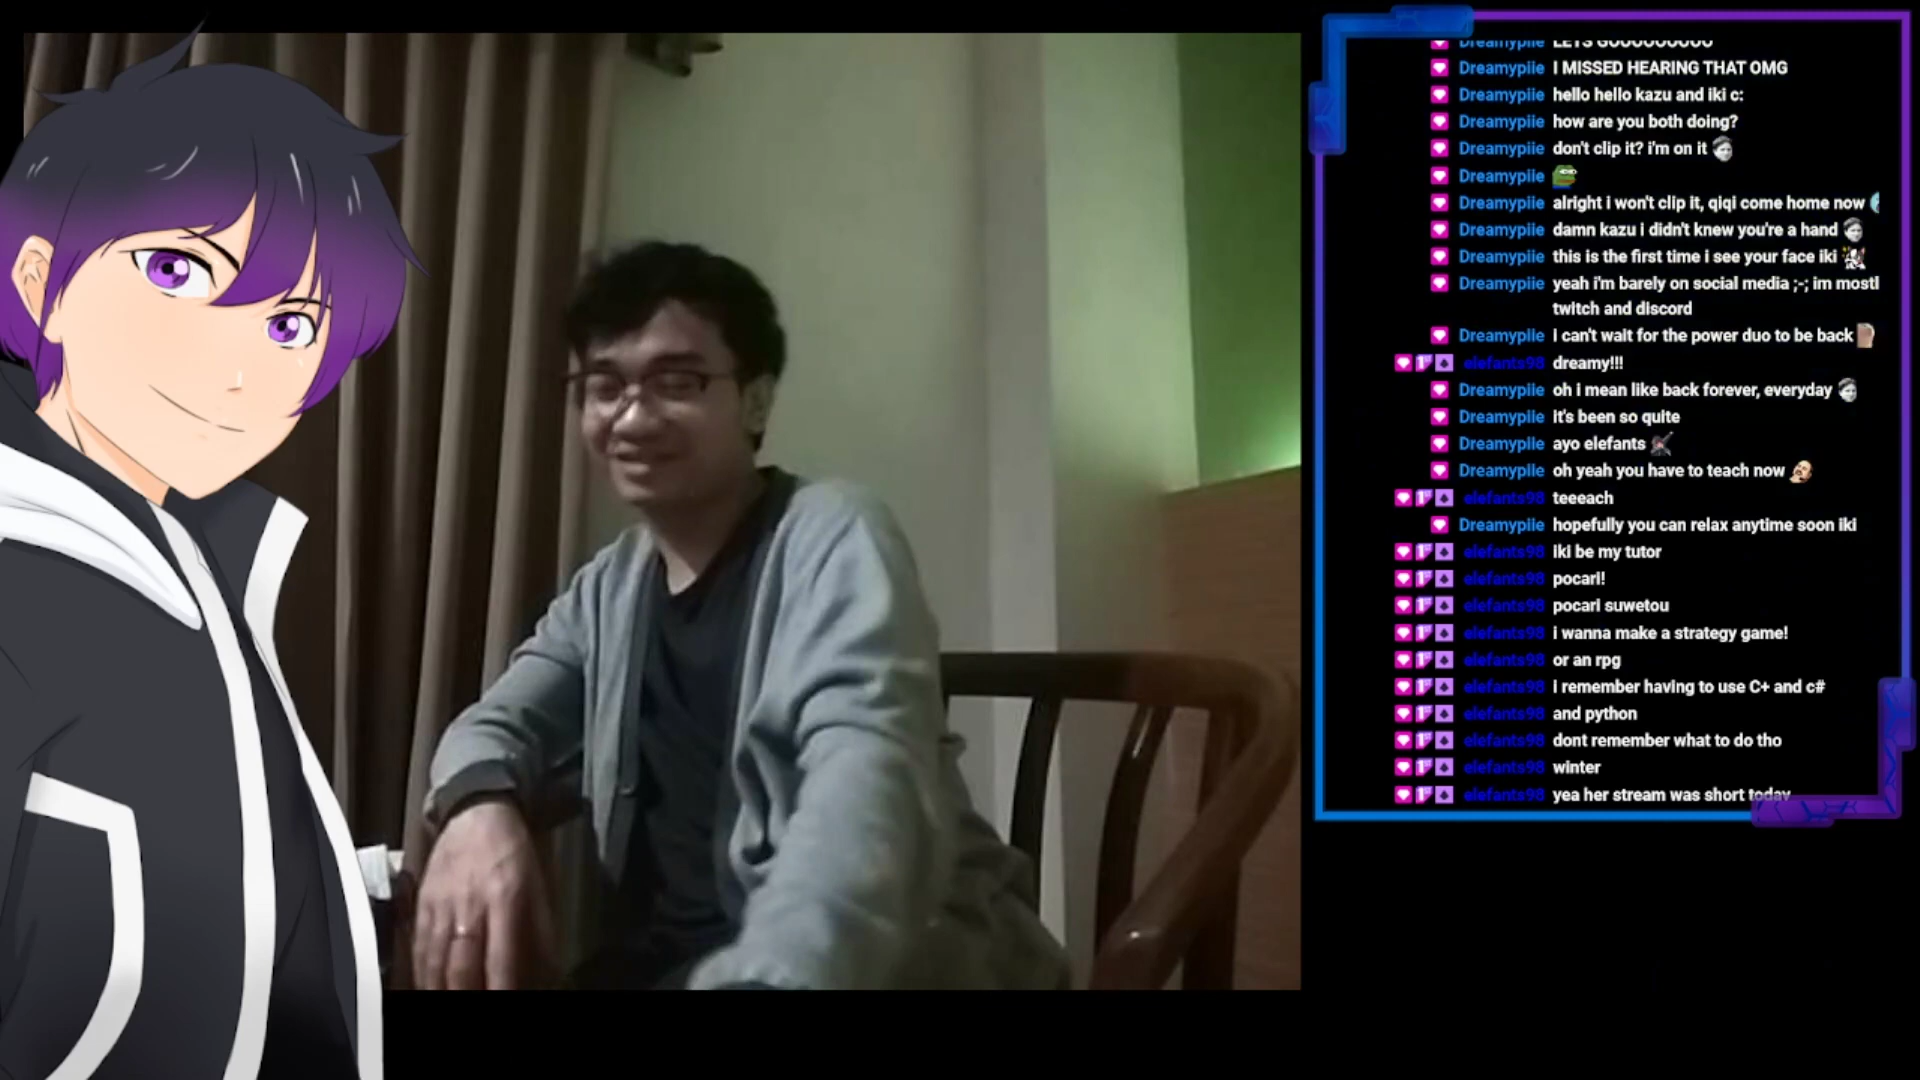 Dreamypiie LETS GOOOOOOOOO
Dreamypiie I MISSED HEARING THAT OMG
Dreamypiie hello hello kazu and iki c:
Dreamypiie how are you both doing?
Dreamypiie don't clip it? i'm on it
Dreamypiie
Dreamypiie alright i won't clip it, qiqi come home now
Dreamypiie damn kazu i didn't knew you're a hand
Dreamypiie this is the first time i see your face iki
Dreamypiie yeah i'm barely on social media ;-; im mostl
twitch and discord
Dreamypiie i can't wait for the power duo to be back
elefants98 dreamy!!!
Dreamypiie oh i mean like back forever, everyday
Dreamypiie it's been so quite
Dreamypiie ayo elefants
Dreamypiie oh yeah you have to teach now
elefants98 teeeach
Dreamypiie hopefully you can relax anytime soon iki
elefants98 iki be my tutor
elefants98 pocari!
elefants98 pocari suwetou
elefants98 i wanna make a strategy game!
elefants98 or an rpg
elefants98 i remember having to use C+ and c#
elefants98 and python
elefants98 dont remember what to do tho
elefants98 winter
elefants98 yea her stream was short today